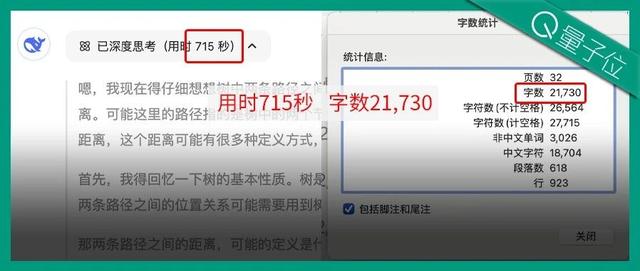 已深度思考(用时 715 秒)
嗯,我现在得仔细想想树中两条路径之间
离。可能这里的路径指的是树中的两个节
距离,这个距离可能有很多种定义方式,
首先,我得回忆一下树的基本性质。树是
两条路径之间的位置关系可能需要用到树
那两条路径之间的距离,可能的定义是什
用时715秒 字数21,730
字数统计
统计信息:
页数 32
字数 21,730
字符数(不计空格) 26,564
字符数(计空格) 27,715
非中文单词 3,026
中文字符 18,704
段落数 618
行 923
包括脚注和尾注
关闭
量子位